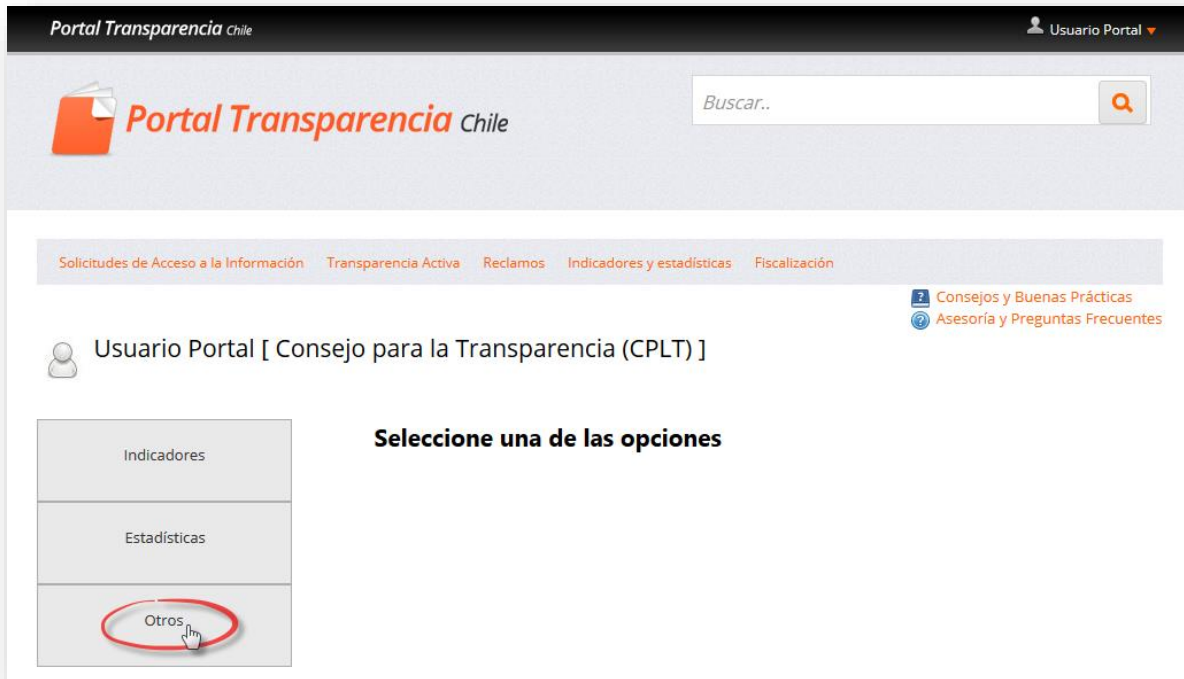 Portal Transparencia Chile
Usuario Portal
Portal Transparencia Chile
Buscar..
Solicitudes de Acceso a la Información Transparencia Activa Reclamos Indicadores y estadísticas Fiscalización
Consejos y Buenas Prácticas
Asesoría y Preguntas Frecuentes
Usuario Portal [ Consejo para la Transparencia (CPLT) ]
Seleccione una de las opciones
Indicadores
Estadísticas
Otros